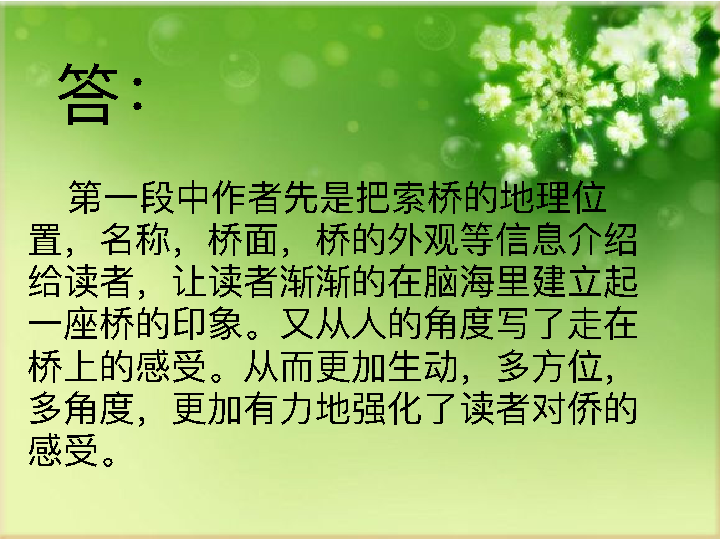 答：
第一段中作者先是把索桥的地理位
置，名称，桥面，桥的外观等信息介绍
给读者，让读者渐渐的在脑海里建立起
一座桥的印象。又从人的角度写了走在
桥上的感受。从而更加生动，多方位，
多角度，更加有力地强化了读者对侨的
感受。